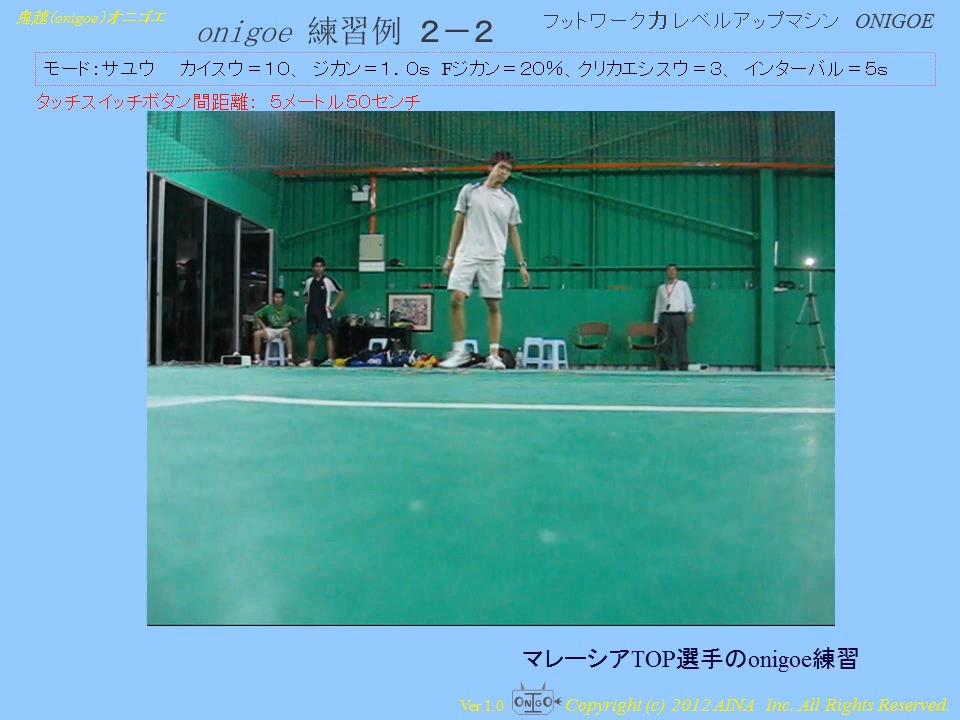 鬼越（onigoe）オニゴエ
onigoe 練習例 ２－２
フットワーク力レベルアップマシン ONIGOE
モード：サユウ カイスウ＝１０、 ジカン＝１．０s Fジカン＝２０％、クリカエシスウ＝３、 インターバル＝５s
タッチスイッチボタン間距離： ５メートル５０センチ
マレーシアTOP選手のonigoe練習
Ver.1.0 ONIGO Copyright (c) 2012 AINA Inc. All Rights Reserved.